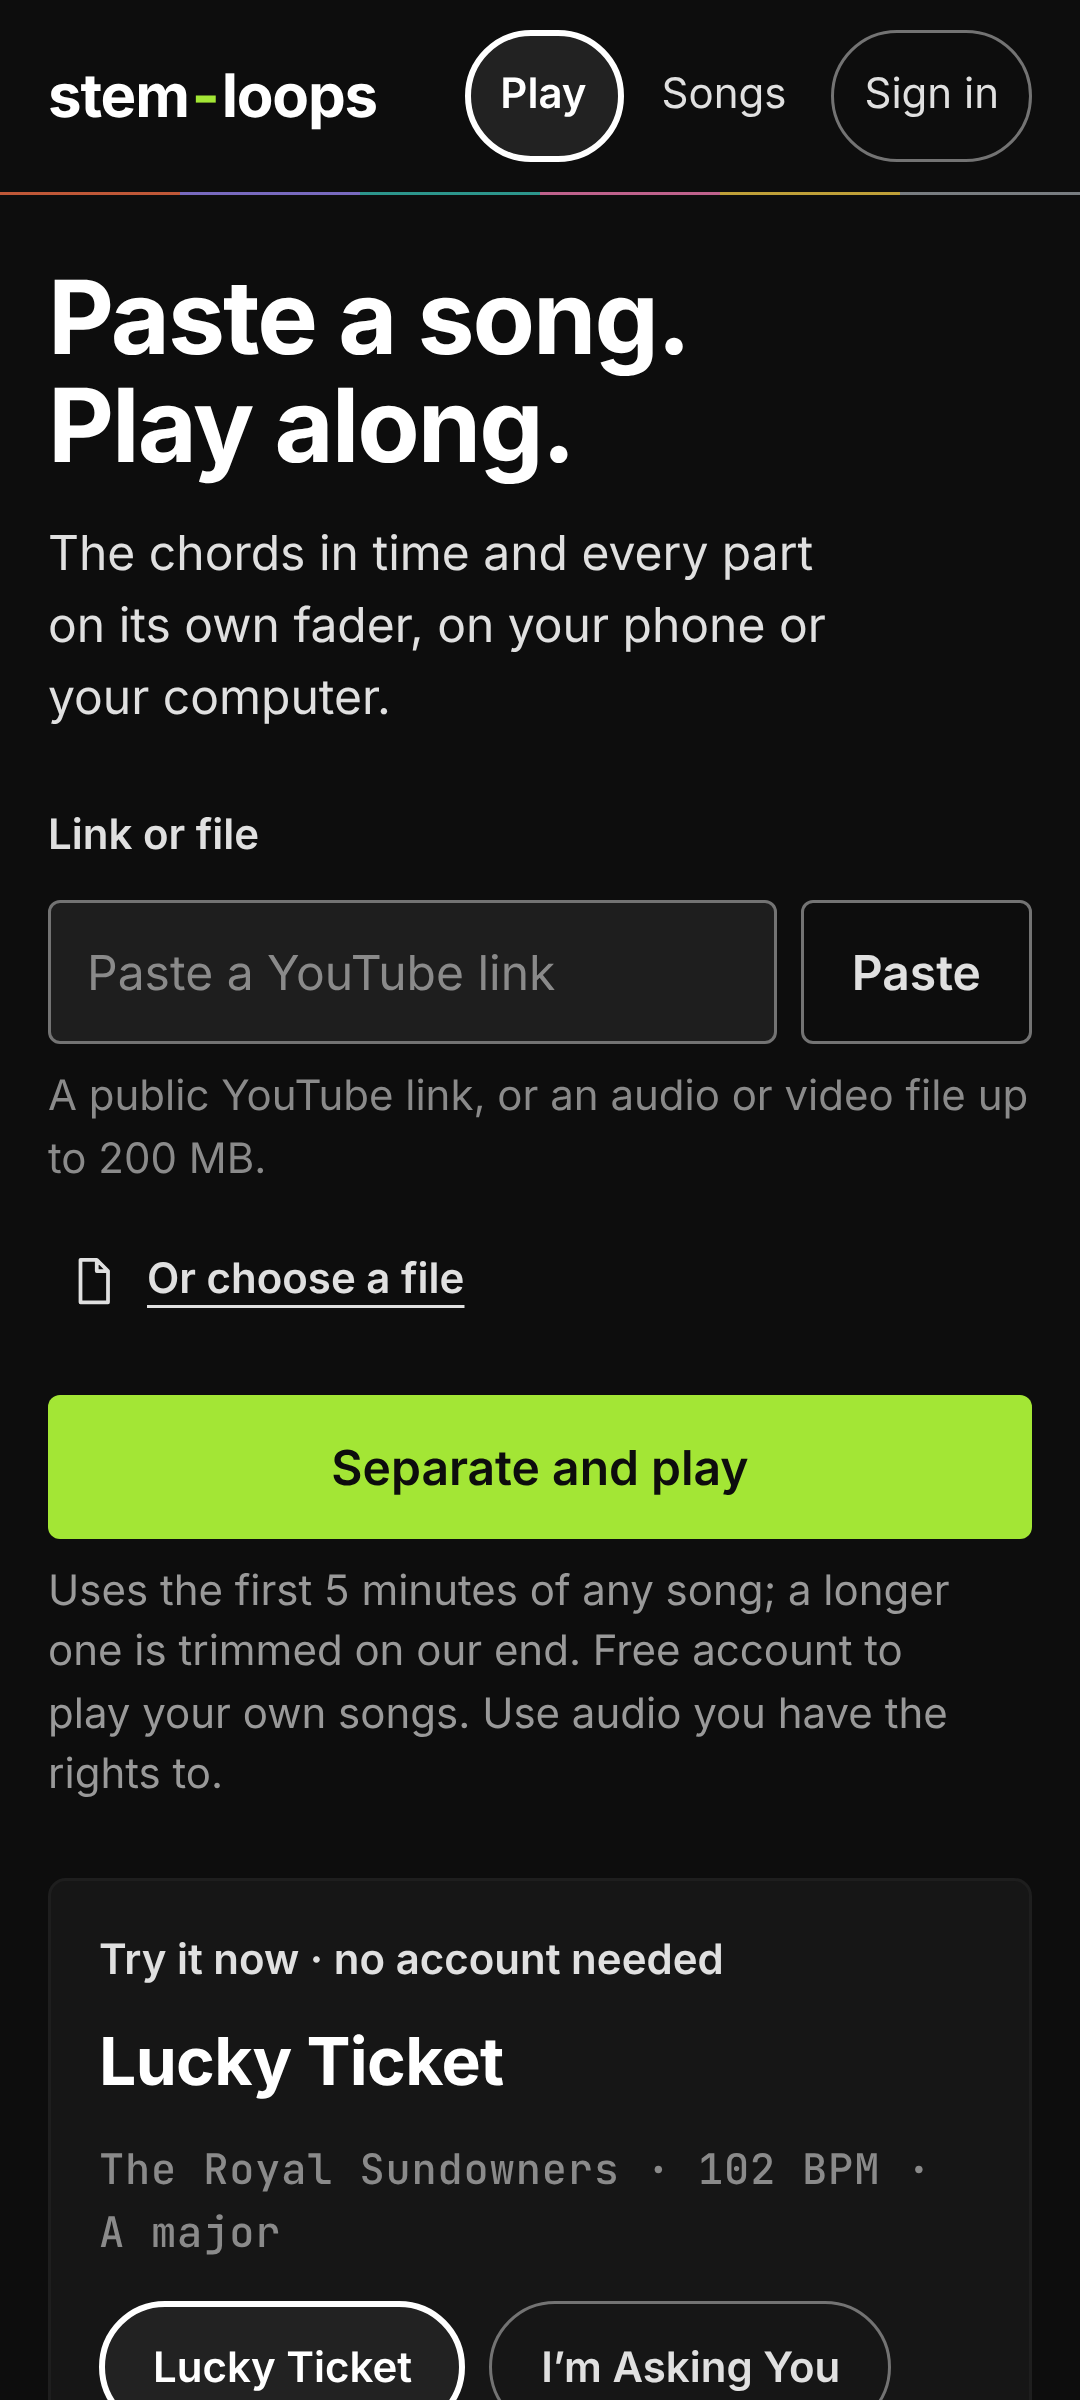 stem-loops
Play
Songs
Sign in
Paste a song.
Play along.
The chords in time and every part
on its own fader, on your phone or
your computer.
Link or file
Paste a YouTube link
Paste
A public YouTube link, or an audio or video file up
to 200 MB.
Or choose a file
Separate and play
Uses the first 5 minutes of any song; a longer
one is trimmed on our end. Free account to
play your own songs. Use audio you have the
rights to.
Try it now · no account needed
Lucky Ticket
The Royal Sundowners · 102 BPM ·
A major
Lucky Ticket
I’m Asking You